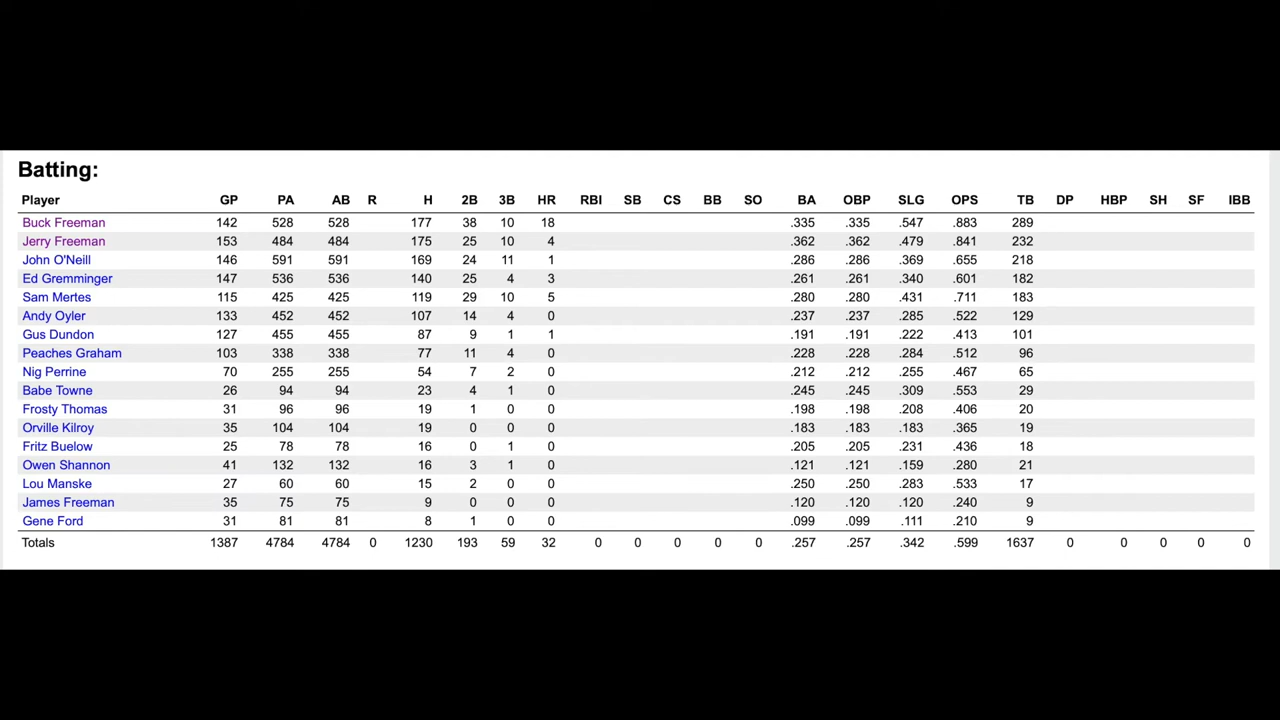 Batting:
Player GP PA AB R H 2B 3B HR RBI SB CS BB SO BA OBP SLG OPS TB DP HBP SH SF IBB
Buck Freeman 142 528 528 177 38 10 18 .335 .335 .547 .883 289
Jerry Freeman 153 484 484 175 25 10 4 .362 .362 .479 .841 232
John O'Neill 146 591 591 169 24 11 1 .286 .286 .369 .655 218
Ed Gremminger 147 536 536 140 25 4 3 .261 .261 .340 .601 182
Sam Mertes 115 425 425 119 29 10 5 .280 .280 .431 .711 183
Andy Oyler 133 452 452 107 14 4 0 .237 .237 .285 .522 129
Gus Dundon 127 455 455 87 9 1 1 .191 .191 .222 .413 101
Peaches Graham 103 338 338 77 11 4 0 .228 .228 .284 .512 96
Nig Perrine 70 255 255 54 7 2 0 .212 .212 .255 .467 65
Babe Towne 26 94 94 23 4 1 0 .245 .245 .309 .553 29
Frosty Thomas 31 96 96 19 1 0 0 .198 .198 .208 .406 20
Orville Kilroy 35 104 104 19 0 0 0 .183 .183 .183 .365 19
Fritz Buelow 25 78 78 16 0 1 0 .205 .205 .231 .436 18
Owen Shannon 41 132 132 16 3 1 0 .121 .121 .159 .280 21
Lou Manske 27 60 60 15 2 0 0 .250 .250 .283 .533 17
James Freeman 35 75 75 9 0 0 0 .120 .120 .120 .240 9
Gene Ford 31 81 81 8 1 0 0 .099 .099 .111 .210 9
Totals 1387 4784 4784 0 1230 193 59 32 0 0 0 0 0 .257 .257 .342 .599 1637 0 0 0 0 0